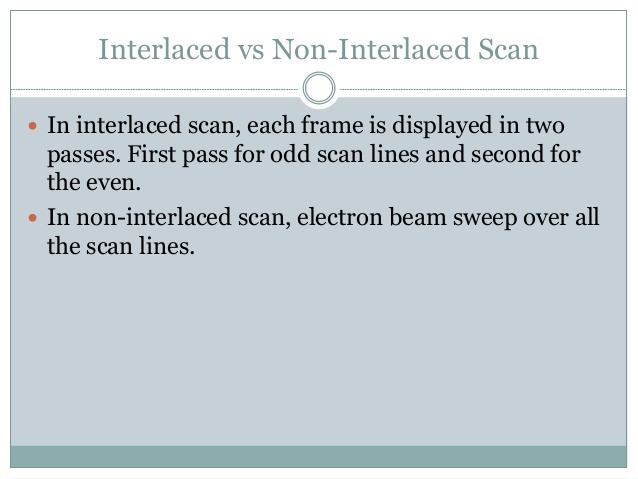 Interlaced vs Non-Interlaced Scan
• In interlaced scan, each frame is displayed in two
passes. First pass for odd scan lines and second for
the even.
• In non-interlaced scan, electron beam sweep over all
the scan lines.